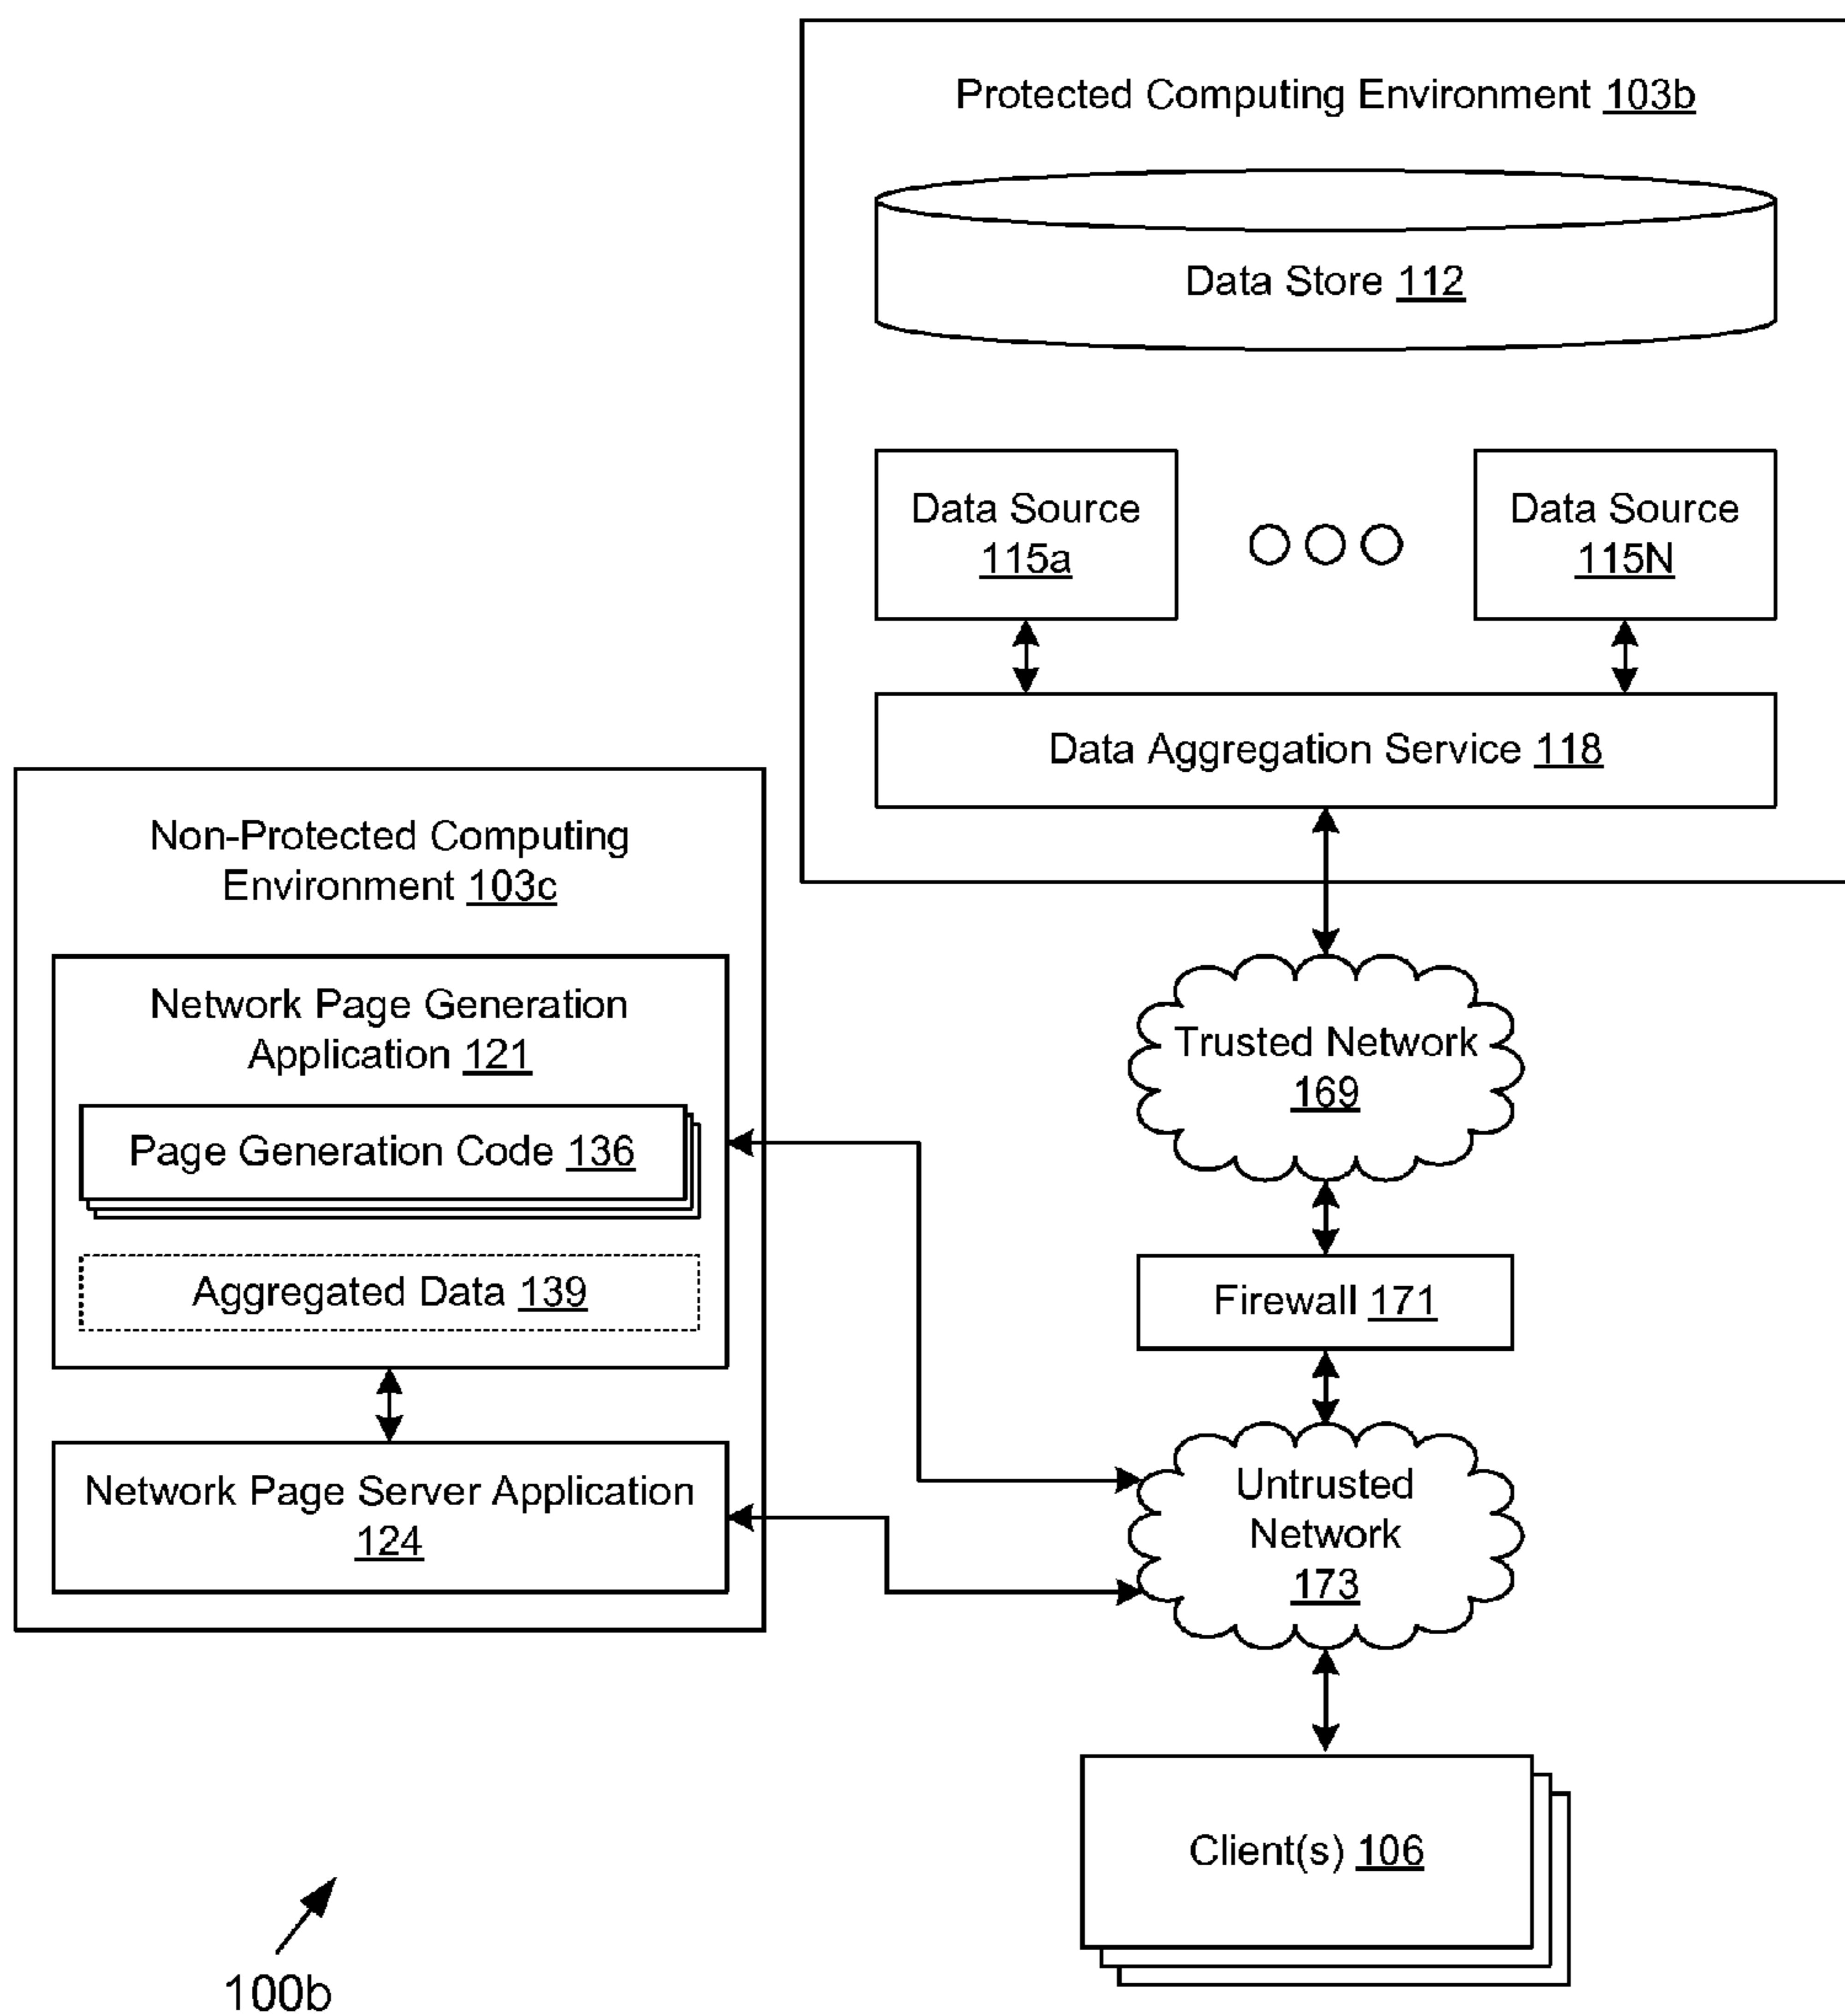 Protected Computing Environment 103b
Data Store 112
Data Source
115a
Data Source
115N
Data Aggregation Service 118
Non-Protected Computing
Environment 103c
Network Page Generation
Application 121
Page Generation Code 136
Aggregated Data 139
Network Page Server Application
124
Trusted Network
169
Firewall 171
Untrusted
Network
173
Client(s) 106
100b